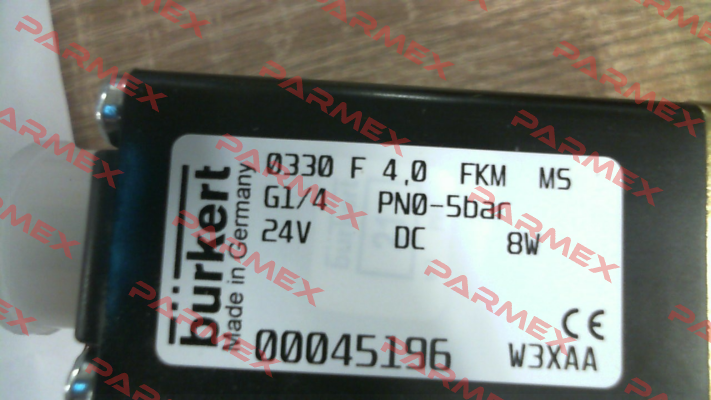 0330 F 4,0 FKM MS
G1/4 PN0-5bar
24V DC 8W
bürkert
Made in Germany
CE
00045196 W3XAA
PARMEX
PARMEX
PARMEX
PARMEX
PARMEX
PARMEX
PARMEX
PARMEX